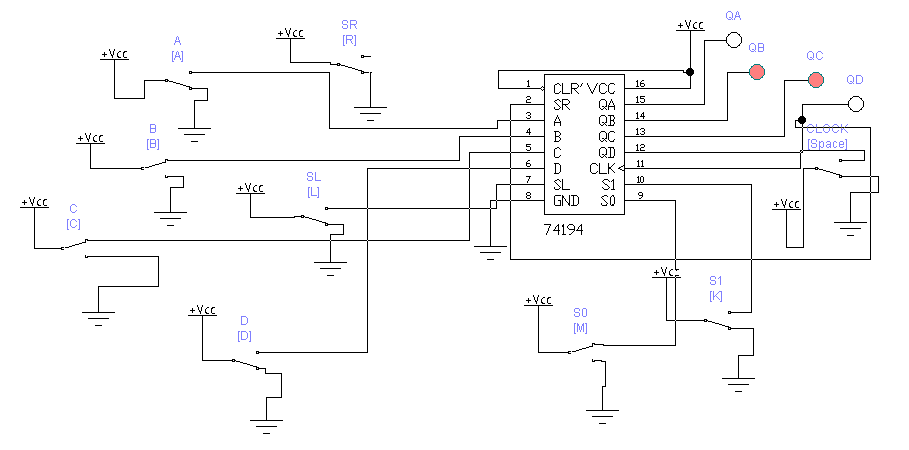 QA
SR
[R]
+Vcc
+Vcc
A
[A]
+Vcc
QB
QC
QD
1 CLR'VCC 16
2 SR QA 15
3 A QB 14
4 B QC 13
5 C QD 12
6 D CLK 11
7 SL S1 10
8 GND S0 9
74194
CLOCK
[Space]
+Vcc
B
[B]
+Vcc
SL
[L]
+Vcc
+Vcc
C
[C]
+Vcc
+Vcc
S1
[K]
+Vcc
S0
[M]
+Vcc
D
[D]